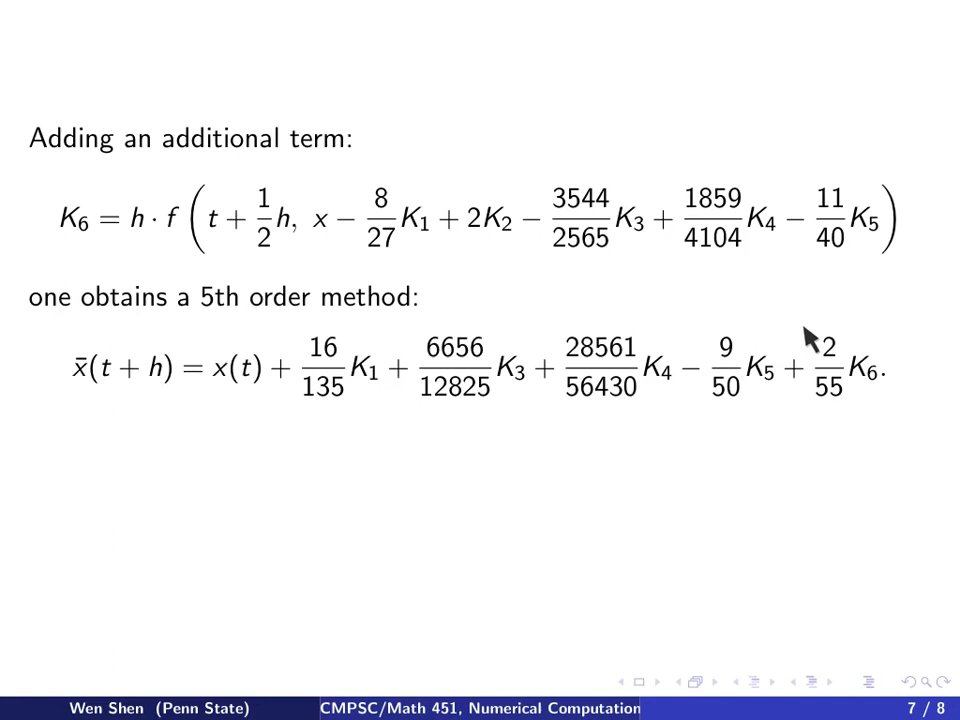 Adding an additional term:
K₆ = h · f ( t + 1/2 h, x − 8/27 K₁ + 2K₂ − 3544/2565 K₃ + 1859/4104 K₄ − 11/40 K₅ )
one obtains a 5th order method:
x̄(t + h) = x(t) + 16/135 K₁ + 6656/12825 K₃ + 28561/56430 K₄ − 9/50 K₅ + 2/55 K₆.
Wen Shen (Penn State) CMPSC/Math 451, Numerical Computation 7 / 8